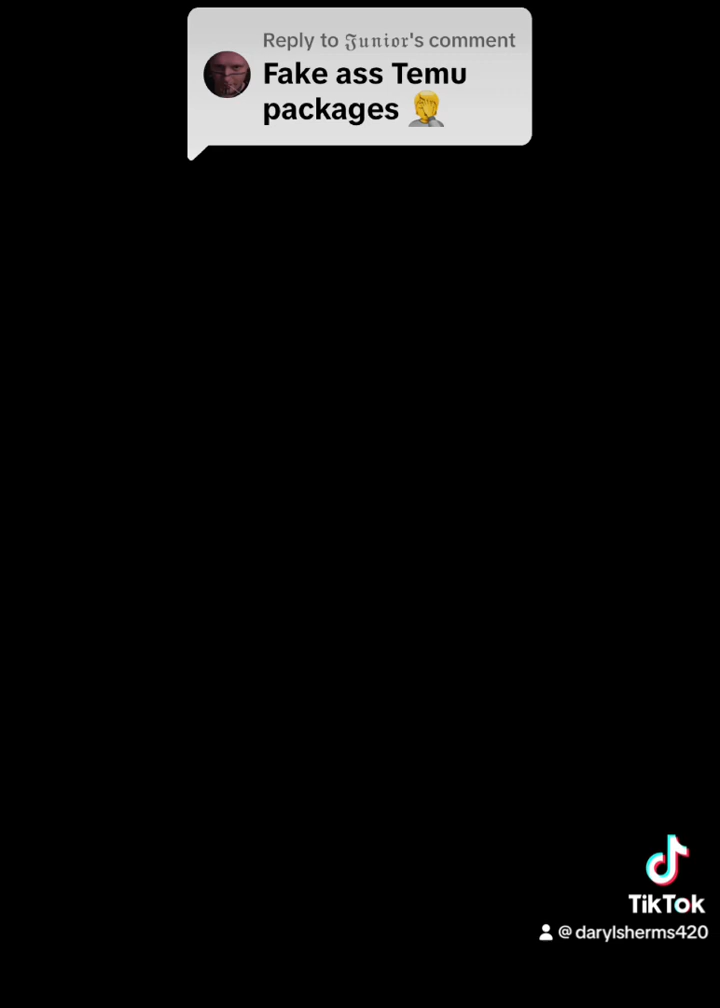 Reply to 𝔍𝔲𝔫𝔦𝔬𝔯's comment
Fake ass Temu
packages 🤦
TikTok
@darylsherms420